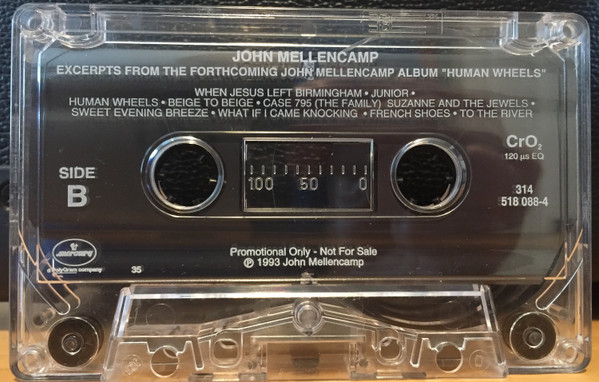 JOHN MELLENCAMP
EXCERPTS FROM THE FORTHCOMING JOHN MELLENCAMP ALBUM "HUMAN WHEELS"
WHEN JESUS LEFT BIRMINGHAM • JUNIOR •
HUMAN WHEELS • BEIGE TO BEIGE • CASE 795 (THE FAMILY) SUZANNE AND THE JEWELS •
SWEET EVENING BREEZE • WHAT IF I CAME KNOCKING • FRENCH SHOES • TO THE RIVER
CrO₂
120 µs EQ
SIDE
B
100 50 0
314
518 088-4
mercury
a PolyGram company
35
Promotional Only - Not For Sale
℗ 1993 John Mellencamp